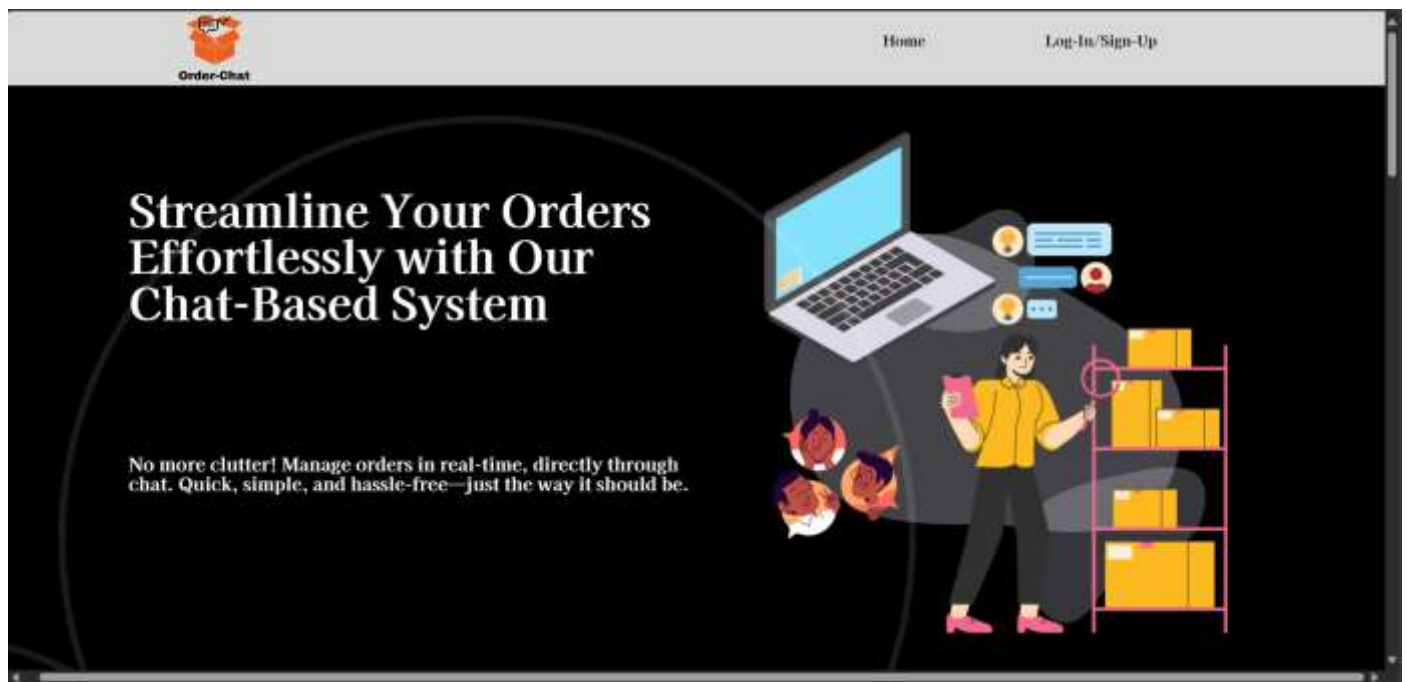 Order-Chat
Home
Log-In/Sign-Up
Streamline Your Orders
Effortlessly with Our
Chat-Based System
No more clutter! Manage orders in real-time, directly through
chat. Quick, simple, and hassle-free—just the way it should be.